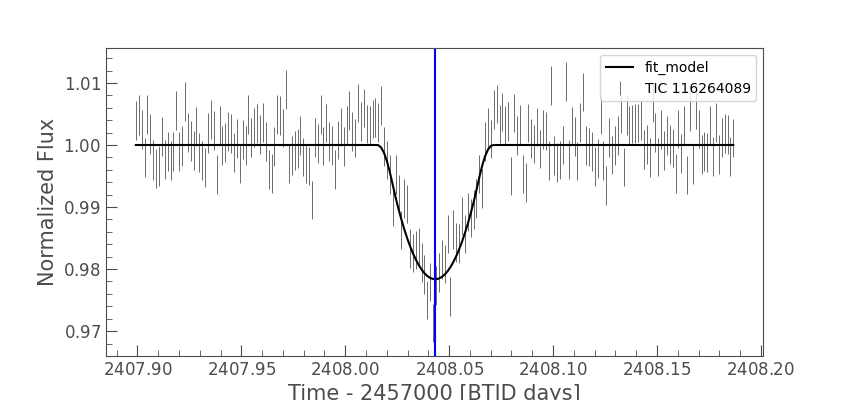 fit_model
TIC 116264089
1.01
1.00
0.99
0.98
0.97
Normalized Flux
2407.90 2407.95 2408.00 2408.05 2408.10 2408.15 2408.20
Time - 2457000 [BTJD days]